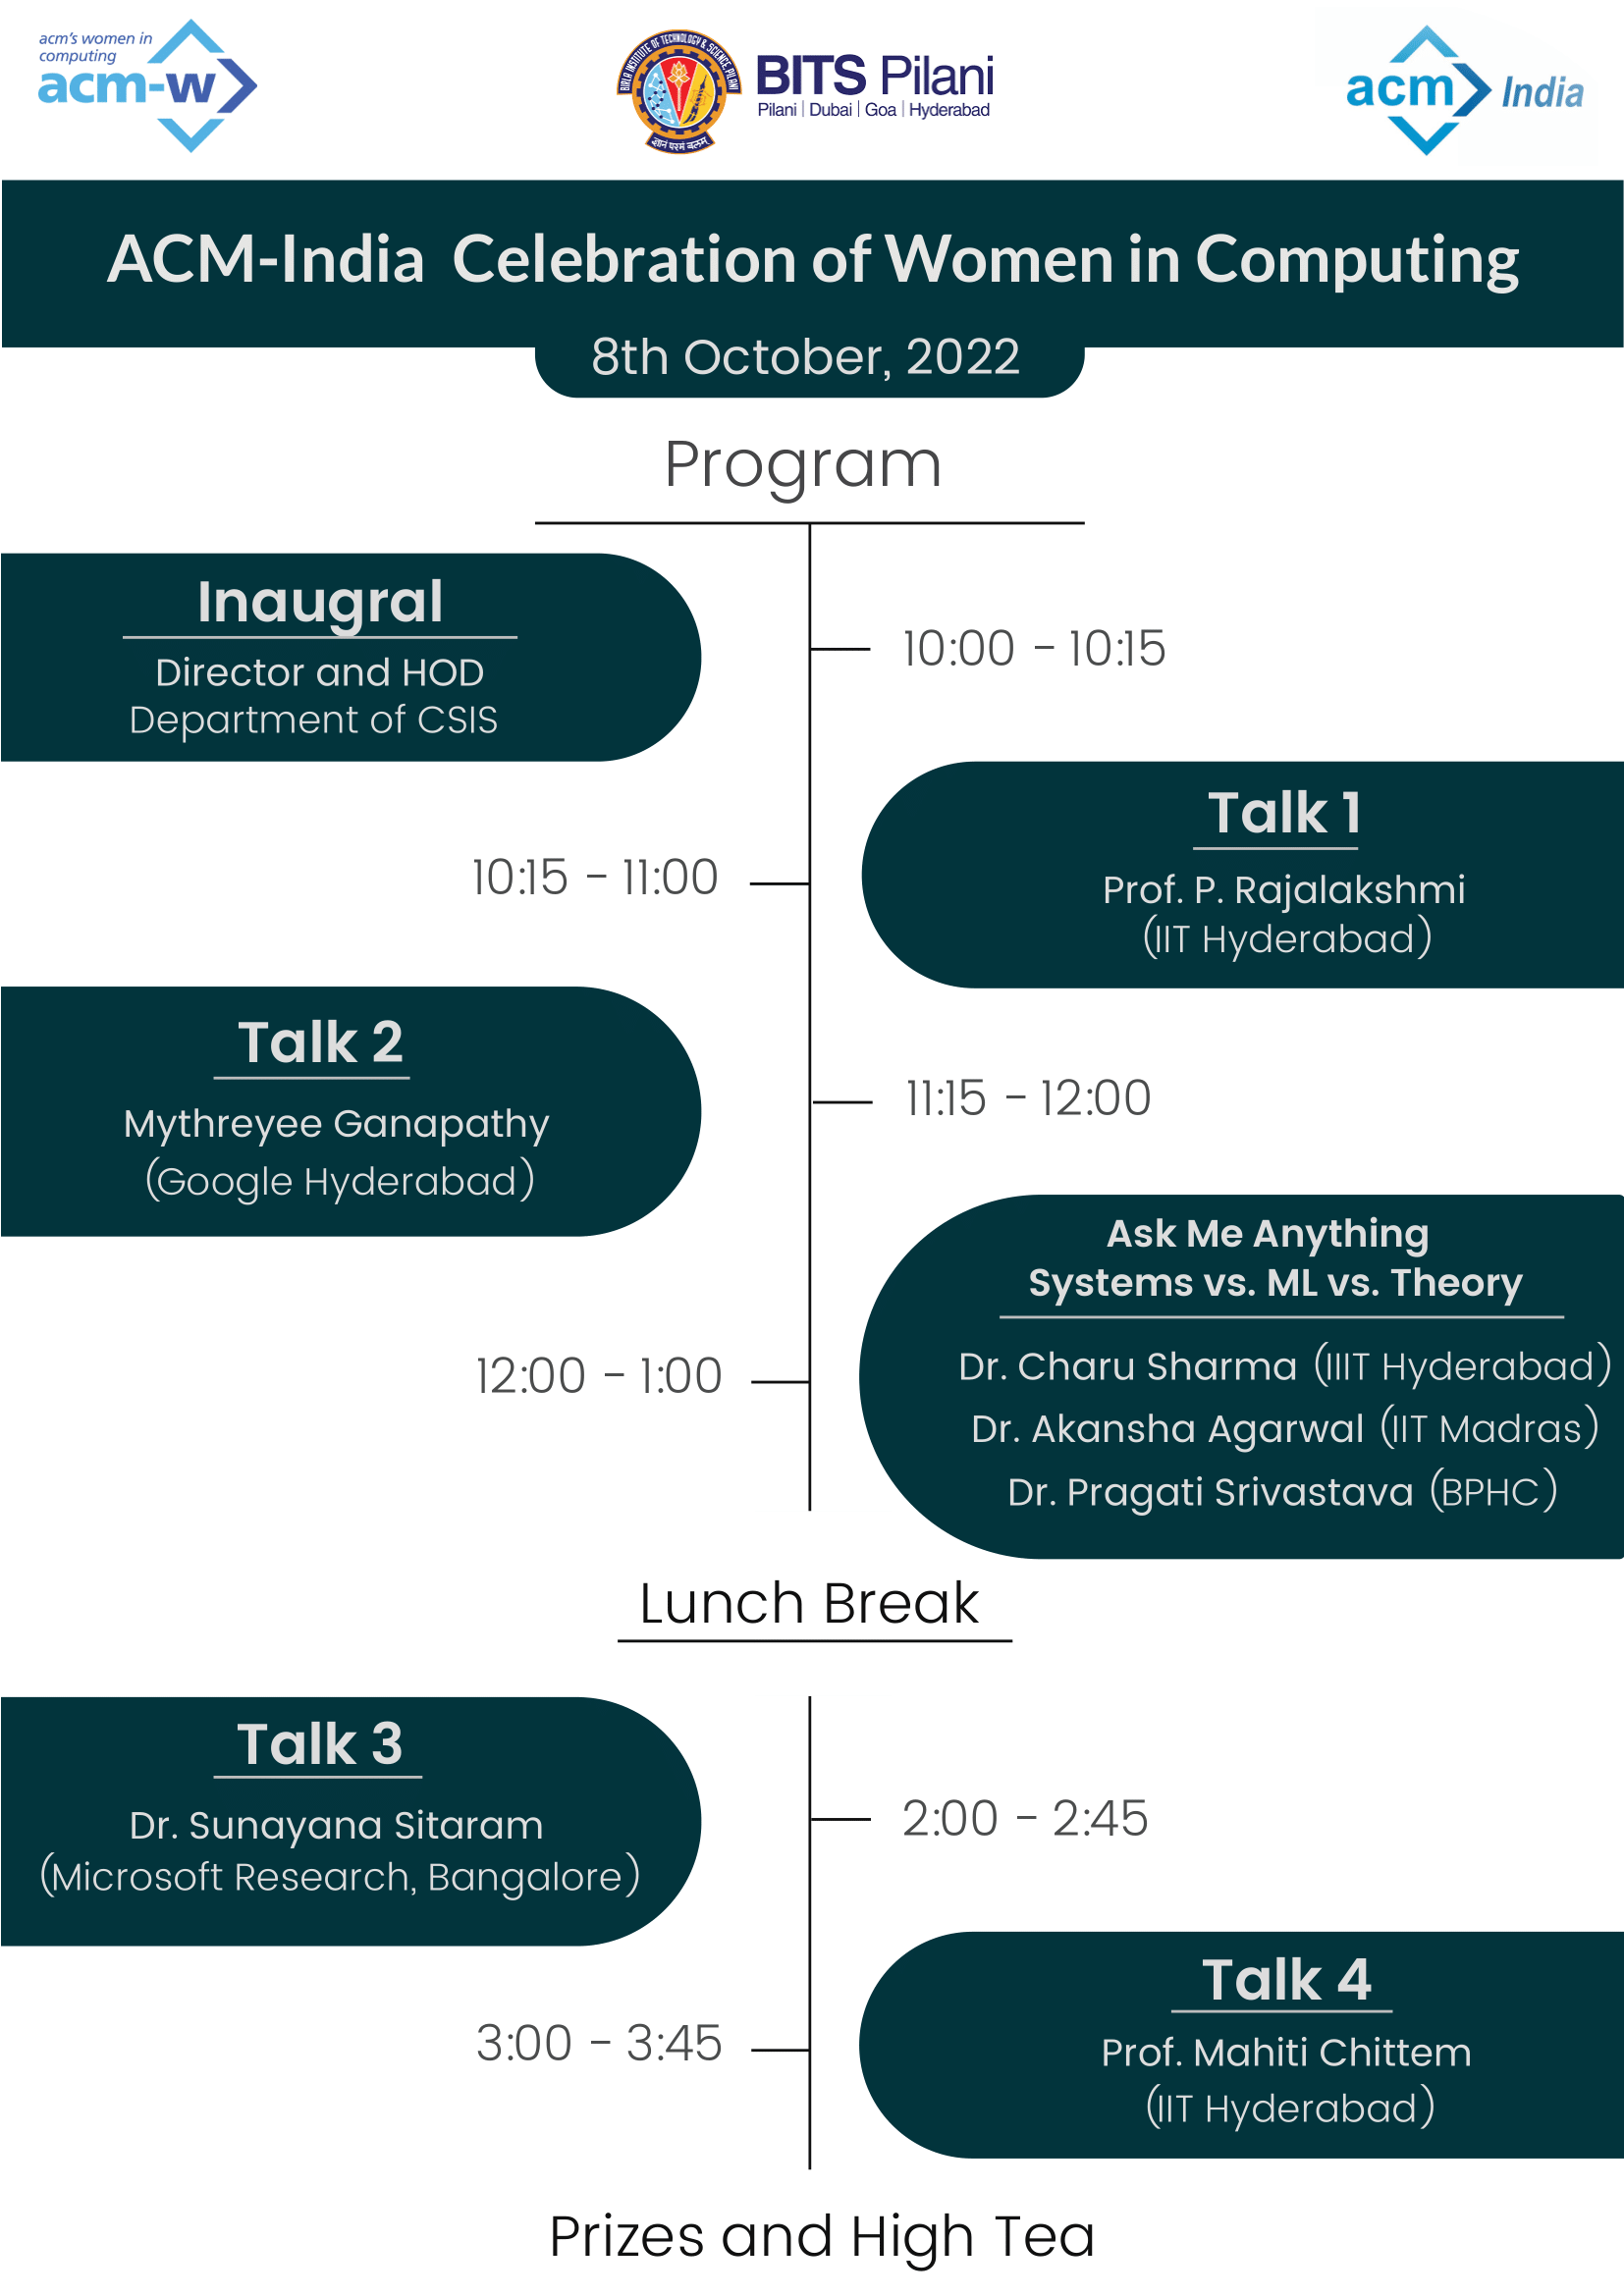 acm's women in
computing
acm-w
BIRLA INSTITUTE OF TECHNOLOGY & SCIENCE, PILANI
ज्ञानं परमं बलम्
BITS Pilani
Pilani | Dubai | Goa | Hyderabad
acm India
ACM-India Celebration of Women in Computing
8th October, 2022
Program
Inaugral
Director and HOD
Department of CSIS
10:00 - 10:15
Talk 1
Prof. P. Rajalakshmi
(IIT Hyderabad)
10:15 - 11:00
Talk 2
Mythreyee Ganapathy
(Google Hyderabad)
11:15 - 12:00
Ask Me Anything
Systems vs. ML vs. Theory
Dr. Charu Sharma (IIIT Hyderabad)
Dr. Akansha Agarwal (IIT Madras)
Dr. Pragati Srivastava (BPHC)
12:00 - 1:00
Lunch Break
Talk 3
Dr. Sunayana Sitaram
(Microsoft Research, Bangalore)
2:00 - 2:45
Talk 4
Prof. Mahiti Chittem
(IIT Hyderabad)
3:00 - 3:45
Prizes and High Tea